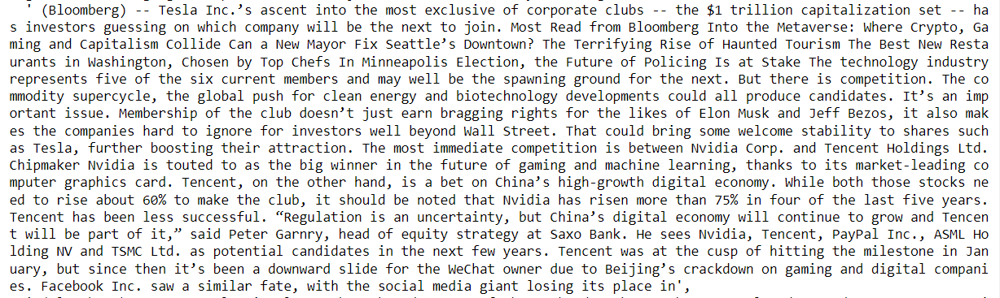 ' (Bloomberg) -- Tesla Inc.’s ascent into the most exclusive of corporate clubs -- the $1 trillion capitalization set -- ha
s investors guessing on which company will be the next to join. Most Read from Bloomberg Into the Metaverse: Where Crypto, Ga
ming and Capitalism Collide Can a New Mayor Fix Seattle’s Downtown? The Terrifying Rise of Haunted Tourism The Best New Resta
urants in Washington, Chosen by Top Chefs In Minneapolis Election, the Future of Policing Is at Stake The technology industry
represents five of the six current members and may well be the spawning ground for the next. But there is competition. The co
mmodity supercycle, the global push for clean energy and biotechnology developments could all produce candidates. It’s an imp
ortant issue. Membership of the club doesn’t just earn bragging rights for the likes of Elon Musk and Jeff Bezos, it also mak
es the companies hard to ignore for investors well beyond Wall Street. That could bring some welcome stability to shares such
as Tesla, further boosting their attraction. The most immediate competition is between Nvidia Corp. and Tencent Holdings Ltd.
Chipmaker Nvidia is touted to as the big winner in the future of gaming and machine learning, thanks to its market-leading co
mputer graphics card. Tencent, on the other hand, is a bet on China’s high-growth digital economy. While both those stocks ne
ed to rise about 60% to make the club, it should be noted that Nvidia has risen more than 75% in four of the last five years.
Tencent has been less successful. “Regulation is an uncertainty, but China’s digital economy will continue to grow and Tencen
t will be part of it,” said Peter Garnry, head of equity strategy at Saxo Bank. He sees Nvidia, Tencent, PayPal Inc., ASML Ho
lding NV and TSMC Ltd. as potential candidates in the next few years. Tencent was at the cusp of hitting the milestone in Jan
uary, but since then it’s been a downward slide for the WeChat owner due to Beijing’s crackdown on gaming and digital compani
es. Facebook Inc. saw a similar fate, with the social media giant losing its place in',